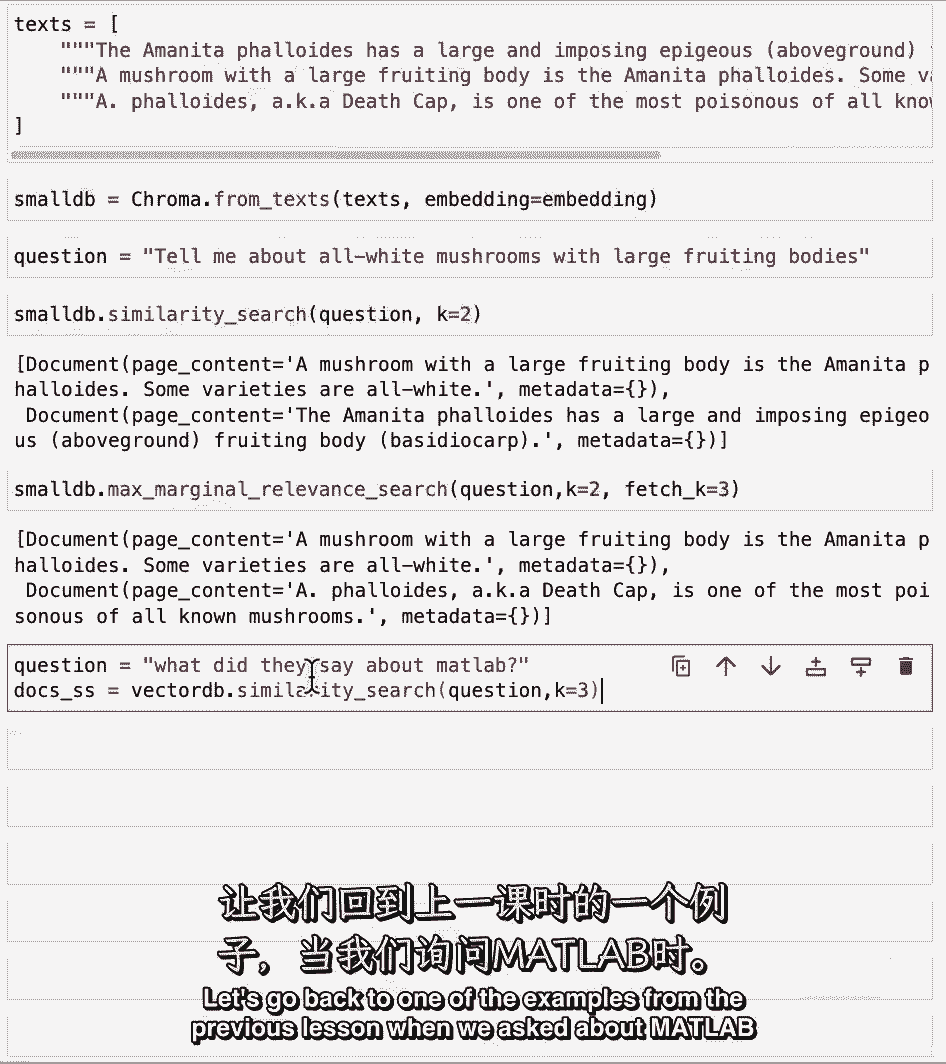 texts = [
"""The Amanita phalloides has a large and imposing epigeous (aboveground)
"""A mushroom with a large fruiting body is the Amanita phalloides. Some
"""A. phalloides, a.k.a Death Cap, is one of the most poisonous of all
]
smalldb = Chroma.from_texts(texts, embedding=embedding)
question = "Tell me about all-white mushrooms with large fruiting bodies"
smalldb.similarity_search(question, k=2)
[Document(page_content='A mushroom with a large fruiting body is the Amanita p
halloides. Some varieties are all-white.', metadata={}),
Document(page_content='The Amanita phalloides has a large and imposing epigeo
us (aboveground) fruiting body (basidiocarp).', metadata={})]
smalldb.max_marginal_relevance_search(question,k=2, fetch_k=3)
[Document(page_content='A mushroom with a large fruiting body is the Amanita p
halloides. Some varieties are all-white.', metadata={}),
Document(page_content='A. phalloides, a.k.a Death Cap, is one of the most poi
sonous of all known mushrooms.', metadata={})]
question = "what did they say about matlab?"
docs_ss = vectordb.similarity_search(question,k=3)
让我们回到上一课时的一个例
子，当我们询问MATLAB时。
Let's go back to one of the examples from the
previous lesson when we asked about MATLAB